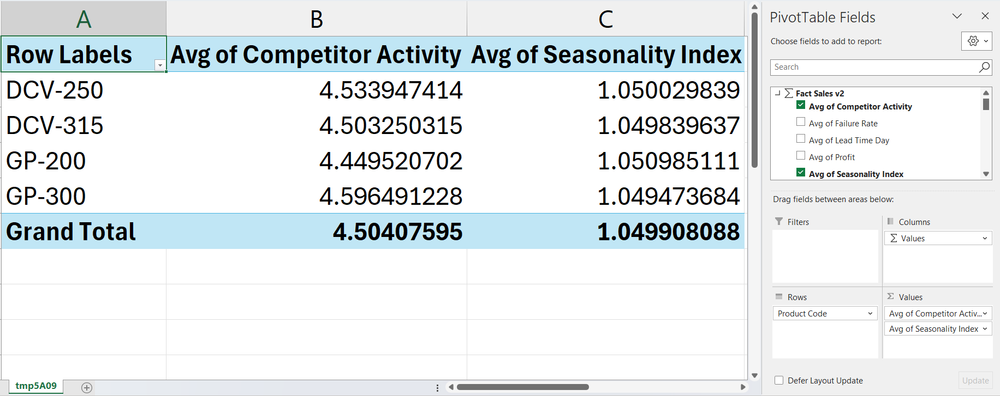 A B C
Row Labels Avg of Competitor Activity Avg of Seasonality Index
DCV-250 4.533947414 1.050029839
DCV-315 4.503250315 1.049839637
GP-200 4.449520702 1.050985111
GP-300 4.596491228 1.049473684
Grand Total 4.50407595 1.049908088
tmp5A09
PivotTable Fields
Choose fields to add to report:
Search
Fact Sales v2
Avg of Competitor Activity
Avg of Failure Rate
Avg of Lead Time Day
Avg of Profit
Avg of Seasonality Index
Drag fields between areas below:
Filters
Columns
Values
Rows
Product Code
Values
Avg of Competitor Activ...
Avg of Seasonality Index
Defer Layout Update
Update